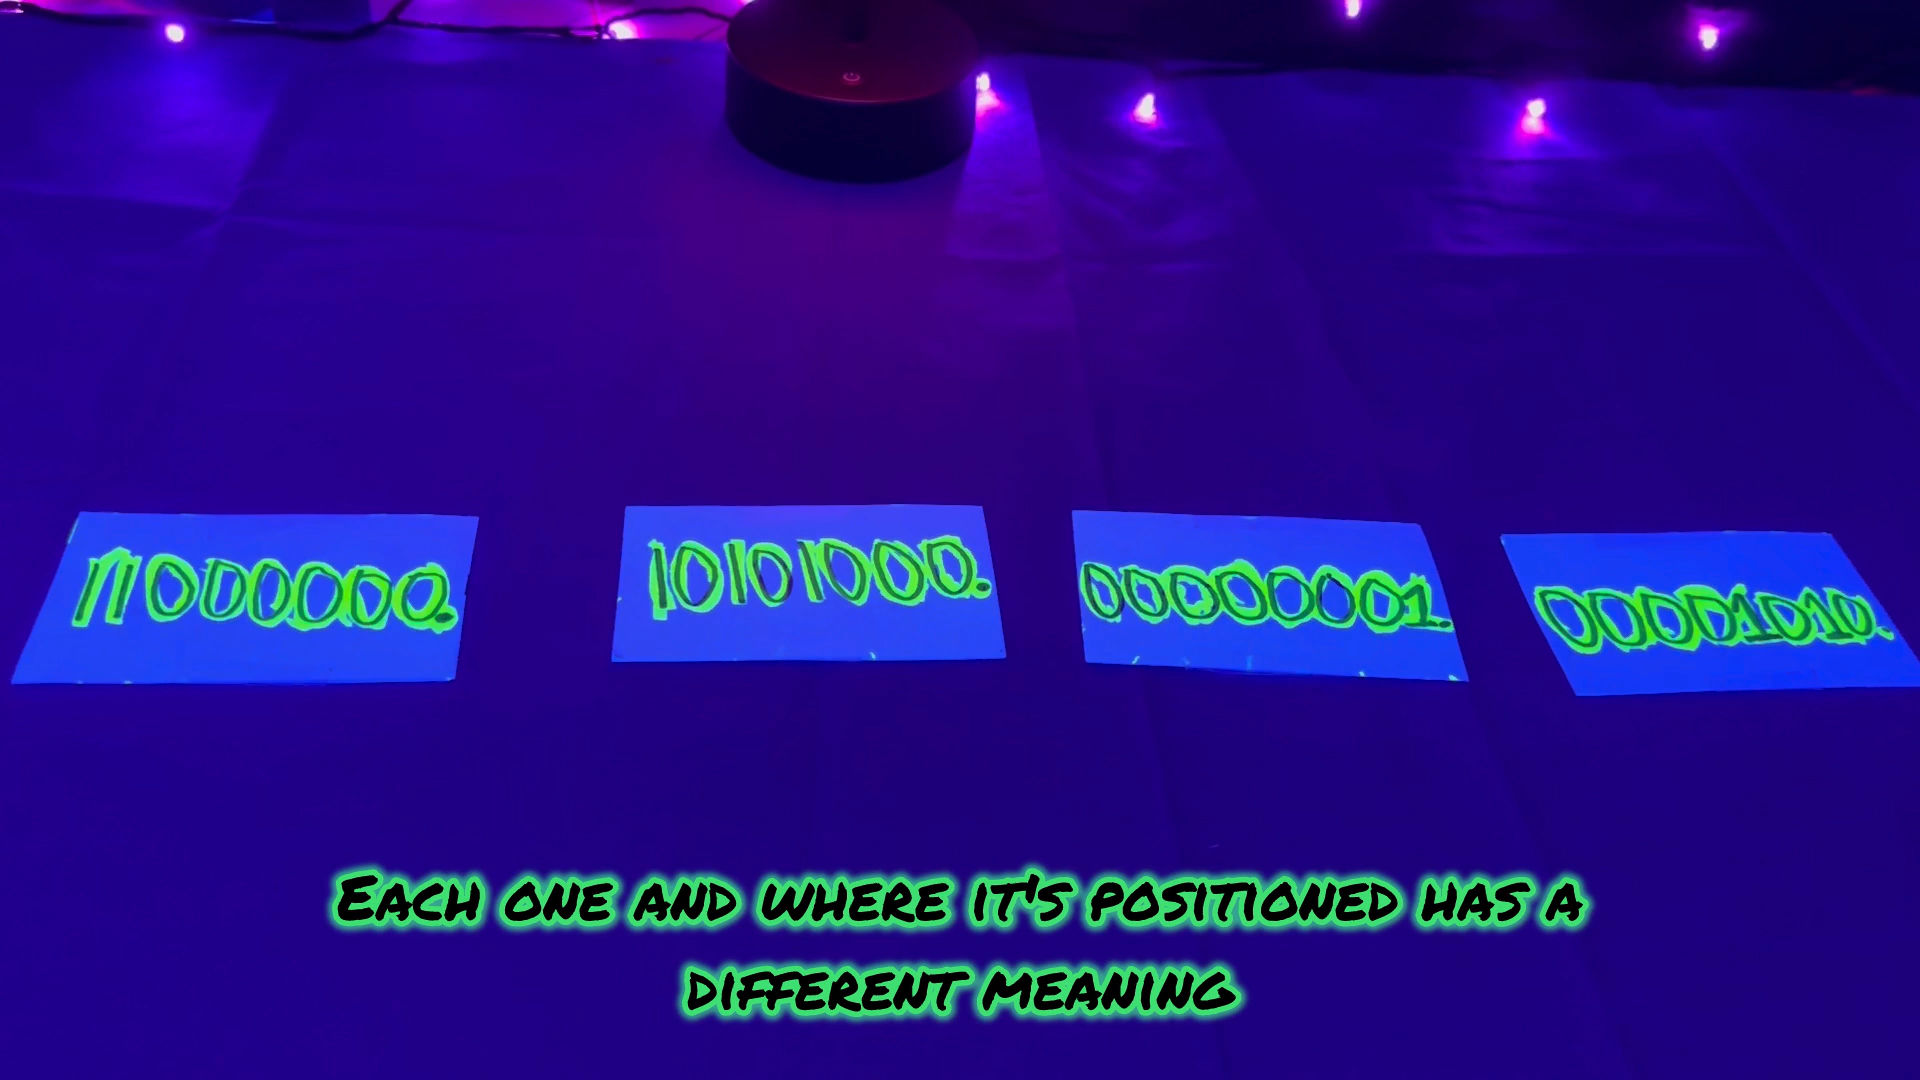 11000000. 10101000. 00000001. 00001010.
Each one and where it's positioned has a
different meaning